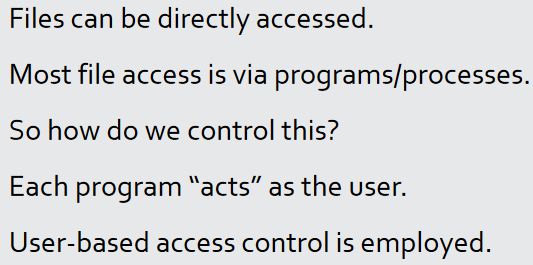 Files can be directly accessed.
Most file access is via programs/processes.
So how do we control this?
Each program “acts” as the user.
User-based access control is employed.